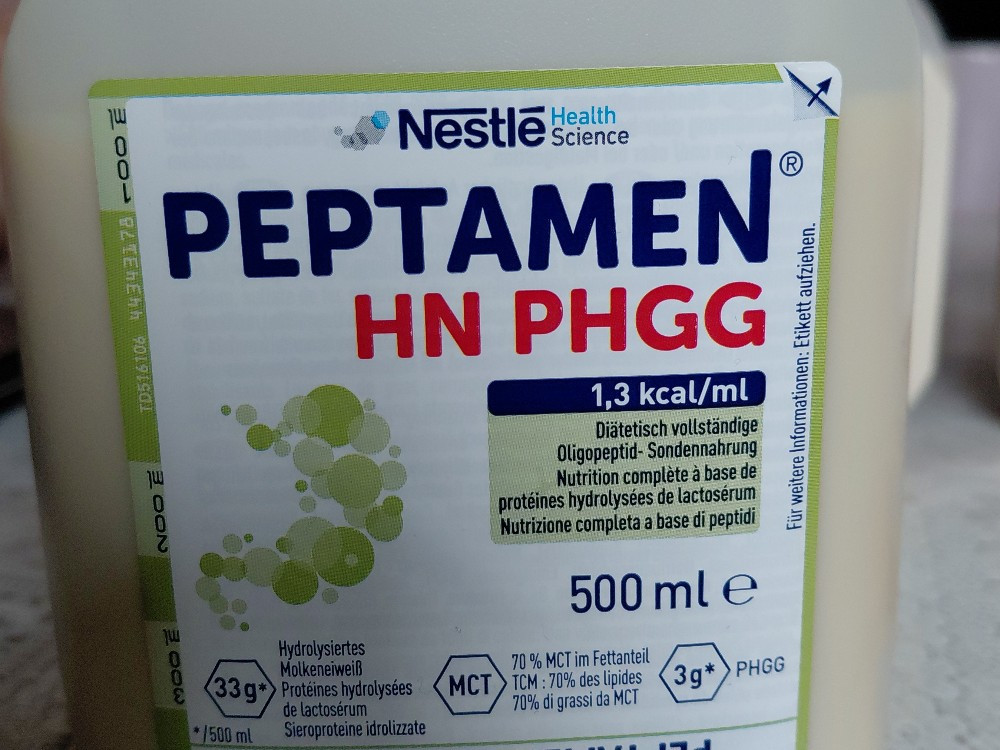 Nestlé Health Science
PEPTAMEN®
HN PHGG
1,3 kcal/ml
Diätetisch vollständige
Oligopeptid- Sondennahrung
Nutrition complète à base de
protéines hydrolysées de lactosérum
Nutrizione completa a base di peptidi
500 ml e
33g*
Hydrolysiertes
Molkeneiweiß
Protéines hydrolysées
de lactosérum
Sieroproteine idrolizzate
*/500 ml
MCT
70 % MCT im Fettanteil
TCM : 70% des lipides
70% di grassi da MCT
3g*
PHGG
Für weitere Informationen: Etikett aufziehen.
100 ml
200 ml
300 ml
TD516106 44343178